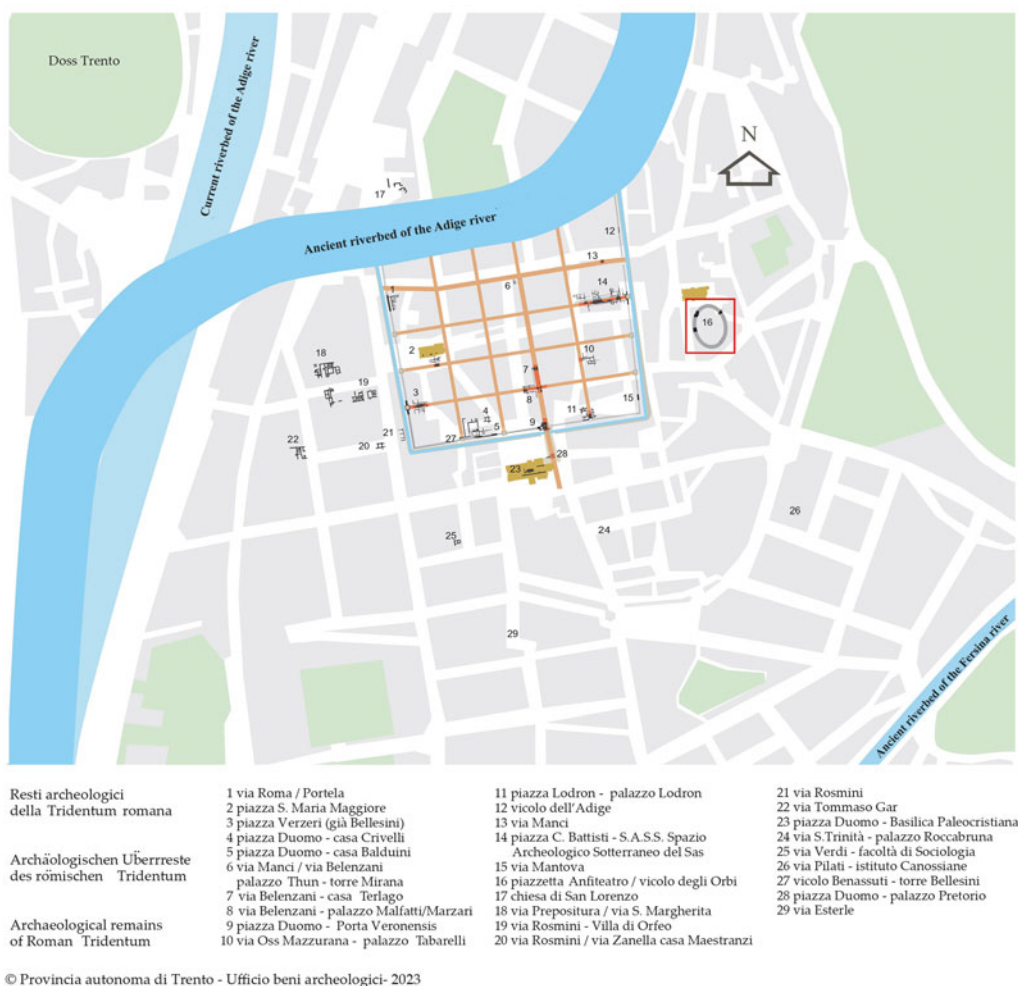 Doss Trento
Current riverbed of the Adige river
N
17
Ancient riverbed of the Adige river
12
13
6
14
1
16
2
10
18
7
19
8
3
15
4
11
22
21
5
9
20
27
28
23
26
24
25
29
Ancient riverbed of the Fersina river
Resti archeologici
della Tridentum romana
Archäologischen Überrreste
des römischen Tridentum
Archaeological remains
of Roman Tridentum
1 via Roma / Portela
2 piazza S. Maria Maggiore
3 piazza Verzeri (già Bellesini)
4 piazza Duomo - casa Crivelli
5 piazza Duomo - casa Balduini
6 via Manci / via Belenzani
palazzo Thun - torre Mirana
7 via Belenzani - casa Terlago
8 via Belenzani - palazzo Malfatti/Marzari
9 piazza Duomo - Porta Veronensis
10 via Oss Mazzurana - palazzo Tabarelli
11 piazza Lodron - palazzo Lodron
12 vicolo dell'Adige
13 via Manci
14 piazza C. Battisti - S.A.S.S. Spazio
Archeologico Sotterraneo del Sas
15 via Mantova
16 piazzetta Anfiteatro / vicolo degli Orbi
17 chiesa di San Lorenzo
18 via Prepositura / via S. Margherita
19 via Rosmini - Villa di Orfeo
20 via Rosmini / via Zanella casa Maestranzi
21 via Rosmini
22 via Tommaso Gar
23 piazza Duomo - Basilica Paleocristiana
24 via S.Trinità - palazzo Roccabruna
25 via Verdi - facoltà di Sociologia
26 via Pilati - istituto Canossiane
27 vicolo Benassuti - torre Bellesini
28 piazza Duomo - palazzo Pretorio
29 via Esterle
© Provincia autonoma di Trento - Ufficio beni archeologici- 2023